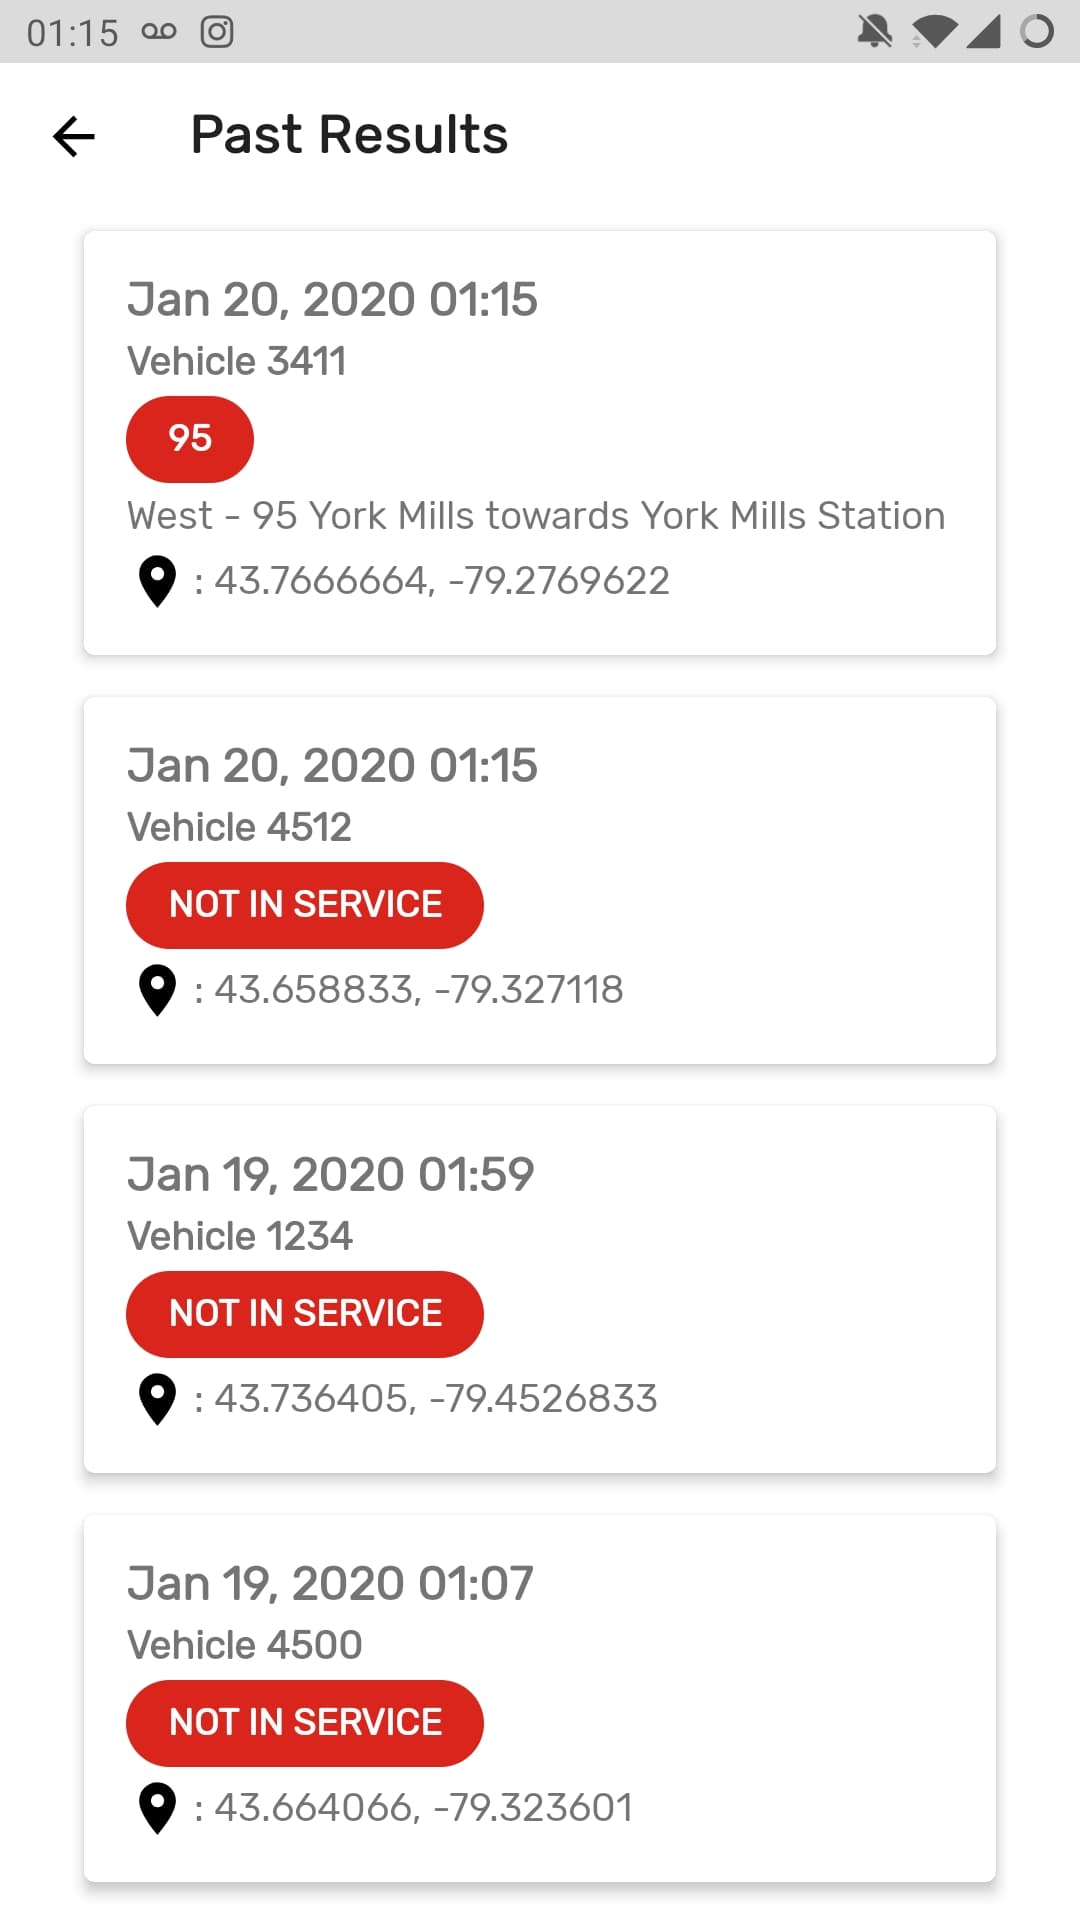 01:15
Past Results
Jan 20, 2020 01:15
Vehicle 3411
95
West - 95 York Mills towards York Mills Station
: 43.7666664, -79.2769622
Jan 20, 2020 01:15
Vehicle 4512
NOT IN SERVICE
: 43.658833, -79.327118
Jan 19, 2020 01:59
Vehicle 1234
NOT IN SERVICE
: 43.736405, -79.4526833
Jan 19, 2020 01:07
Vehicle 4500
NOT IN SERVICE
: 43.664066, -79.323601